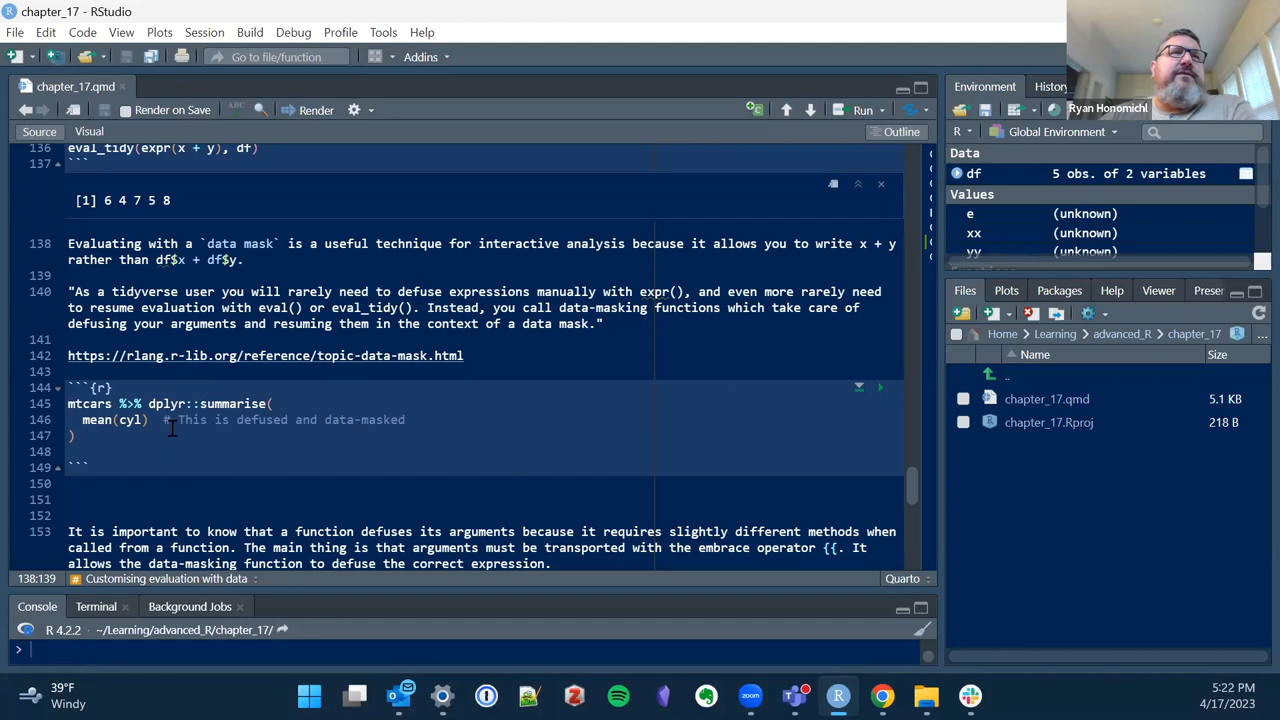 chapter_17 - RStudio
File Edit Code View Plots Session Build Debug Profile Tools Help
Go to file/function Addins
chapter_17.qmd
Render on Save ABC Render Run
Source Visual Outline
136 eval_tidy(expr(x + y), df)
137 ```
[1] 6 4 7 5 8
138 Evaluating with a `data mask` is a useful technique for interactive analysis because it allows you to write x + y
rather than df$x + df$y.
139
140 "As a tidyverse user you will rarely need to defuse expressions manually with expr(), and even more rarely need
to resume evaluation with eval() or eval_tidy(). Instead, you call data-masking functions which take care of
defusing your arguments and resuming them in the context of a data mask."
141
142 https://rlang.r-lib.org/reference/topic-data-mask.html
143
144 ```{r}
145 mtcars %>% dplyr::summarise(
146 mean(cyl) # This is defused and data-masked
147 )
148
149 ```
150
151
152
153 It is important to know that a function defuses its arguments because it requires slightly different methods when
called from a function. The main thing is that arguments must be transported with the embrace operator {{. It
allows the data-masking function to defuse the correct expression.
138:139 # Customising evaluation with data Quarto
Console Terminal Background Jobs
R 4.2.2 · ~/Learning/advanced_R/chapter_17/
>
Environment History
Ryan Honomichl
R Global Environment
Data
df 5 obs. of 2 variables
Values
e (unknown)
xx (unknown)
yy (unknown)
Files Plots Packages Help Viewer Preser
Home Learning advanced_R chapter_17 ...
Name Size
..
chapter_17.qmd 5.1 KB
chapter_17.Rproj 218 B
39°F
Windy
zoom
5:22 PM
4/17/2023